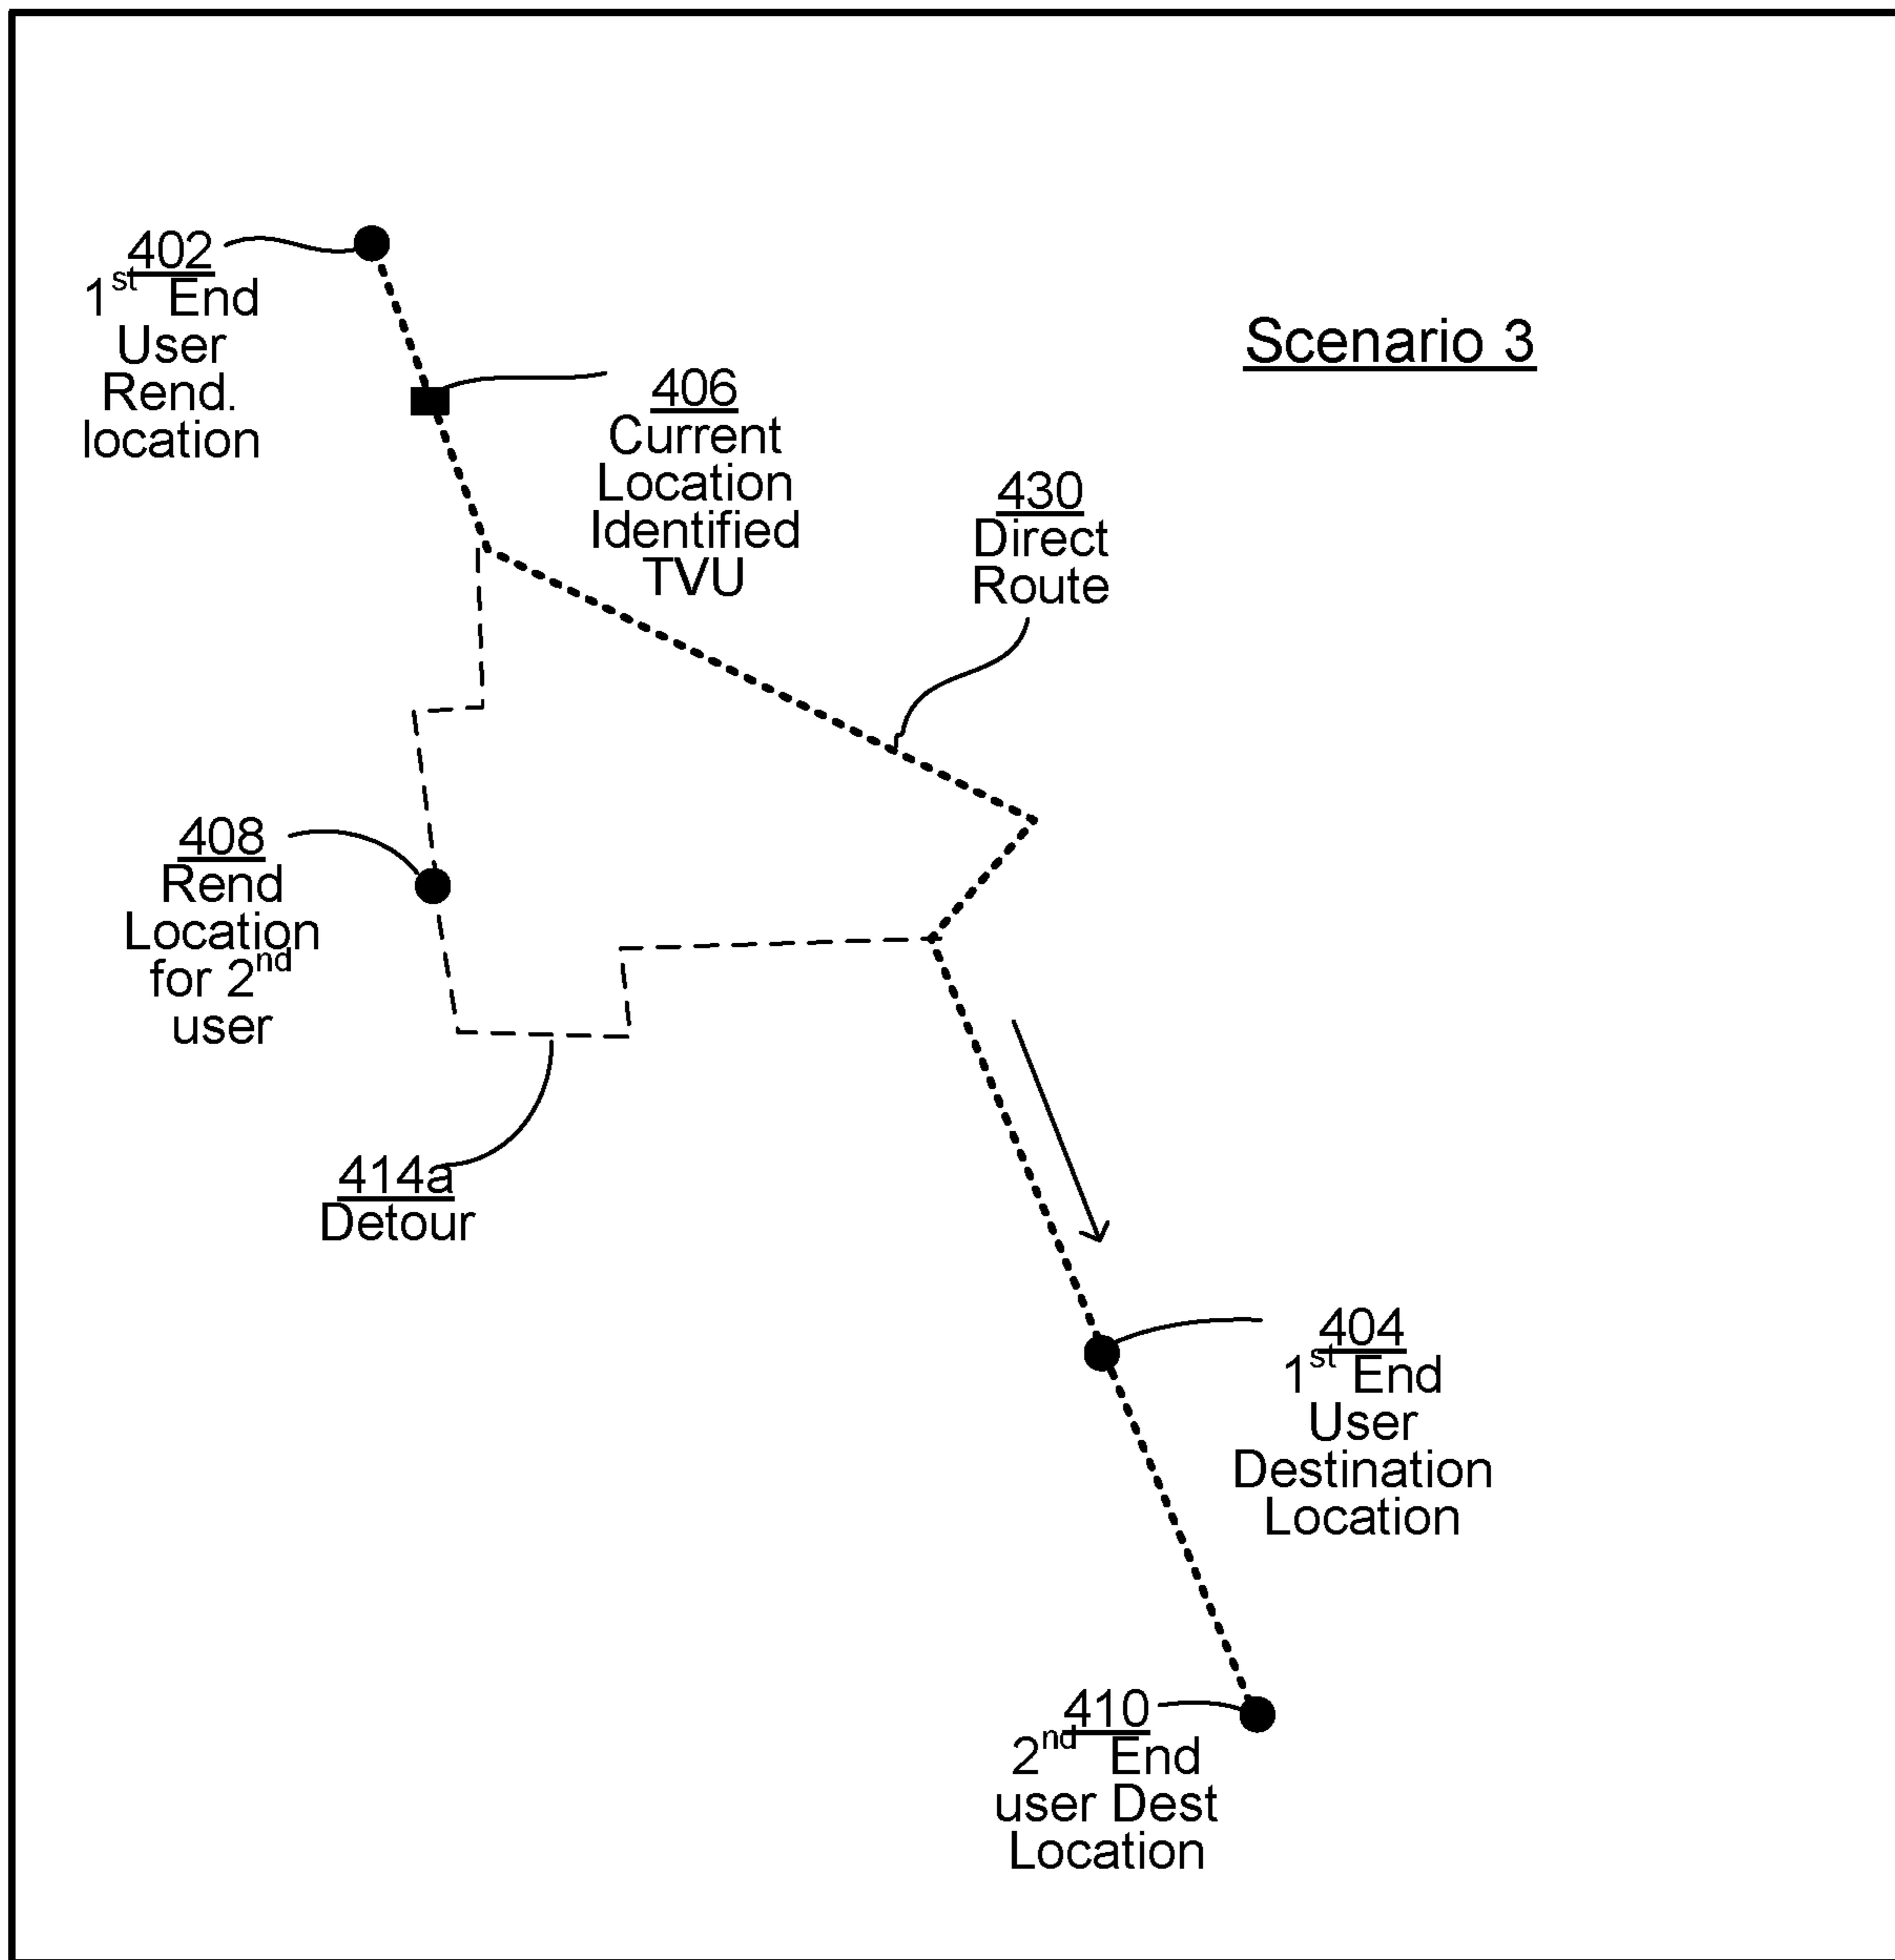 402
1st End
User
Rend.
location
Scenario 3
406
Current
Location
Identified
TVU
430
Direct
Route
408
Rend
Location
for 2nd
user
414a
Detour
404
1st End
User
Destination
Location
410
2nd End
user Dest
Location